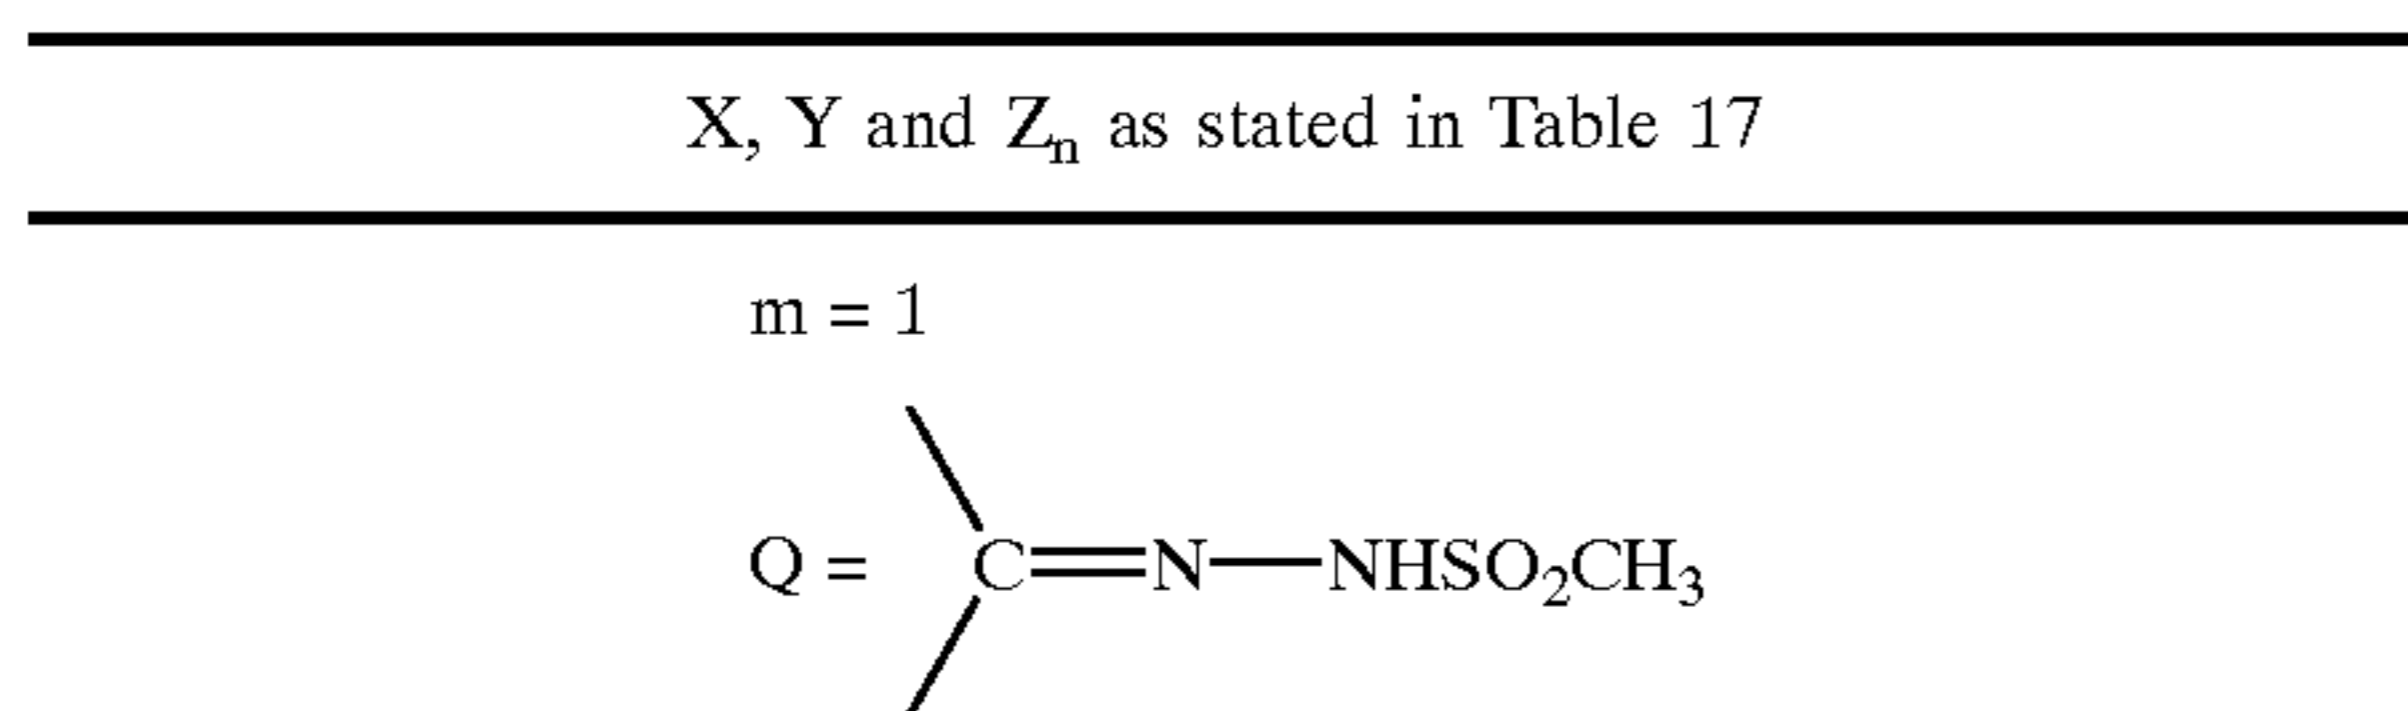 X, Y and Zn as stated in Table 17
m = 1
Q = C=N—NHSO2CH3